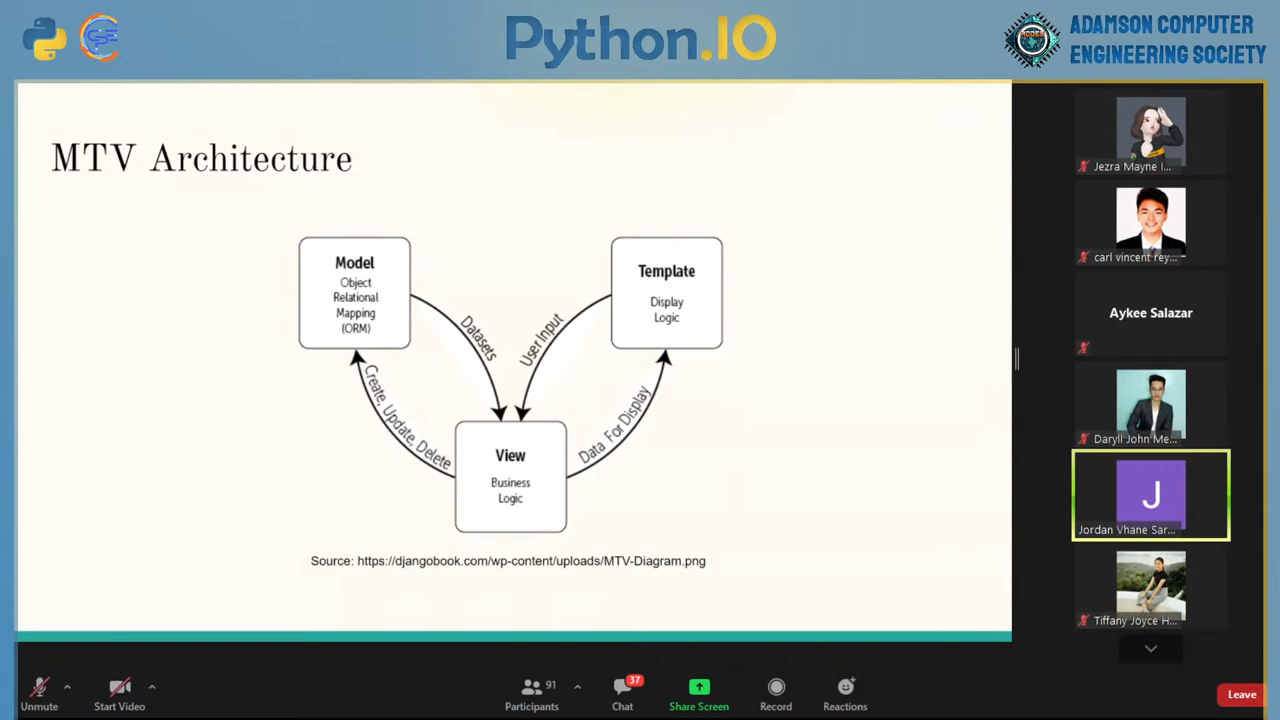 Python.IO
ADAMSON COMPUTER
ENGINEERING SOCIETY
MTV Architecture
Model
Object
Relational
Mapping
(ORM)
Template
Display
Logic
Datasets
User Input
Create, Update, Delete
Data For Display
View
Business
Logic
Source: https://djangobook.com/wp-content/uploads/MTV-Diagram.png
Jezra Mayne I...
carl vincent rey...
Aykee Salazar
Daryll John Me...
J
Jordan Vhane Sar...
Tiffany Joyce H...
Unmute
Start Video
91
Participants
37
Chat
Share Screen
Record
Reactions
Leave